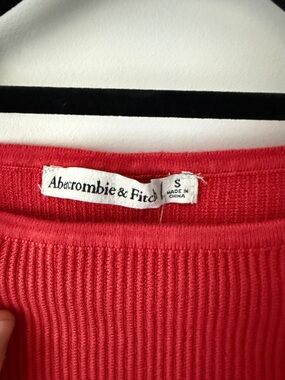 Abercrombie & Fitch
S
MADE IN
CHINA